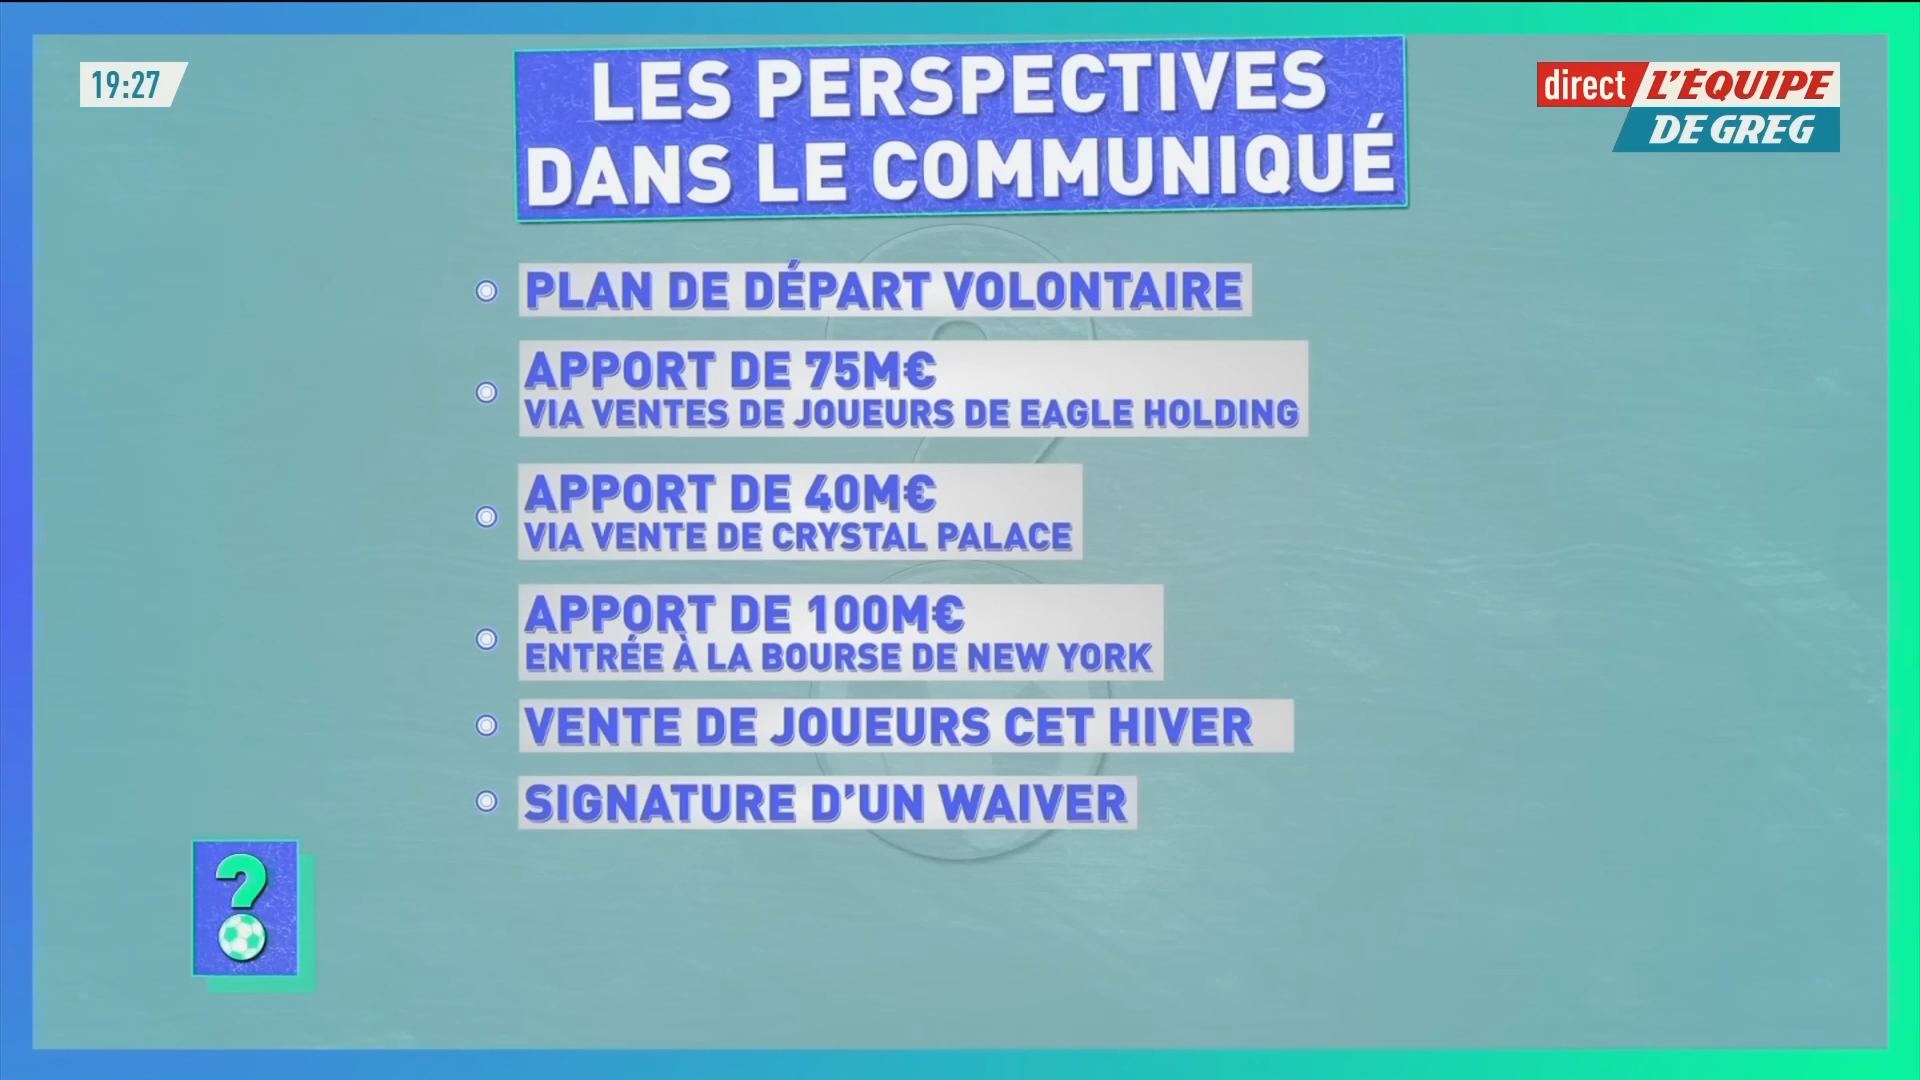 19:27
direct L'ÉQUIPE
DE GREG
LES PERSPECTIVES
DANS LE COMMUNIQUÉ
PLAN DE DÉPART VOLONTAIRE
APPORT DE 75M€
VIA VENTES DE JOUEURS DE EAGLE HOLDING
APPORT DE 40M€
VIA VENTE DE CRYSTAL PALACE
APPORT DE 100M€
ENTRÉE À LA BOURSE DE NEW YORK
VENTE DE JOUEURS CET HIVER
SIGNATURE D'UN WAIVER
?